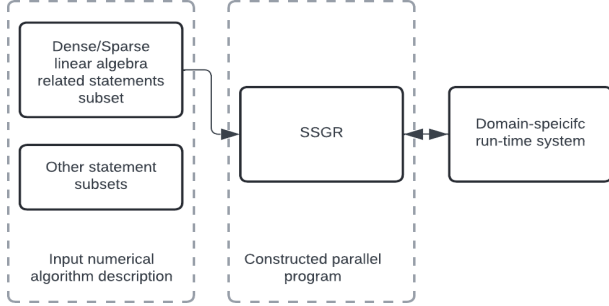 Dense/Sparse
linear algebra
related statements
subset
Other statement
subsets
Input numerical
algorithm description
SSGR
Constructed parallel
program
Domain-speicifc
run-time system